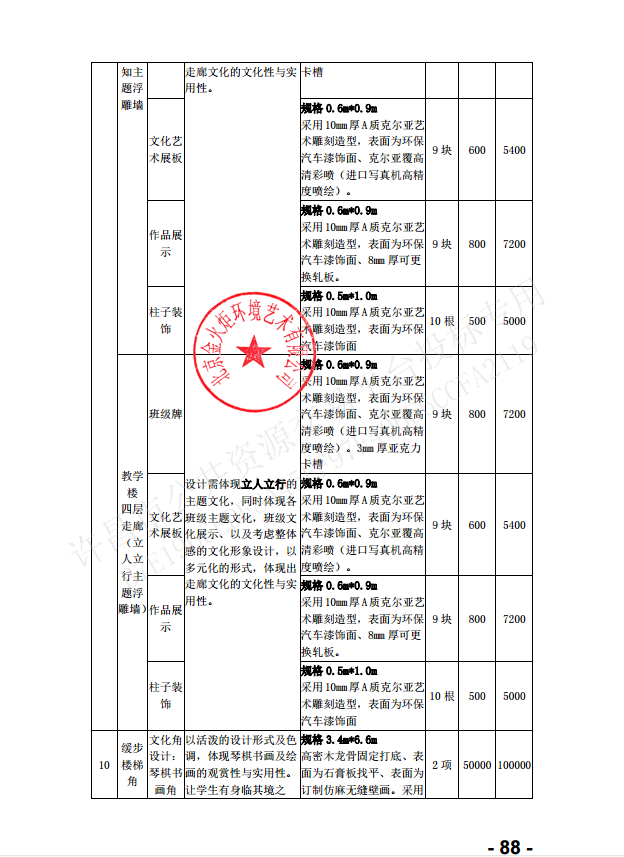 知主
题浮
雕墙
走廊文化的文化性与实
用性。
卡槽
文化艺
术展板
规格 0.6m*0.9m
采用 10mm 厚 A 质克尔亚艺
术雕刻造型，表面为环保
汽车漆饰面、克尔亚覆高
清彩喷（进口写真机高精
度喷绘）。
9 块
600
5400
作品展
示
规格 0.6m*0.9m
采用 10mm 厚 A 质克尔亚艺
术雕刻造型，表面为环保
汽车漆饰面、8mm 厚可更
换轧板。
9 块
800
7200
柱子装
饰
规格 0.5m*1.0m
采用 10mm 厚 A 质克尔亚艺
术雕刻造型，表面为环保
汽车漆饰面
10 根
500
5000
北京金火炬环境艺术有限公司
教学
楼
四层
走廊
（立
人立
行主
题浮
雕墙）
班级牌
设计需体现立人立行的
主题文化，同时体现各
班级主题文化，班级文
化展示、以及考虑整体
感的文化形象设计，以
多元化的形式，体现出
走廊文化的文化性与实
用性。
规格 0.6m*0.9m
采用 10mm 厚 A 质克尔亚艺
术雕刻造型，表面为环保
汽车漆饰面、克尔亚覆高
清彩喷（进口写真机高精
度喷绘）。3mm 厚亚克力
卡槽
9 块
800
7200
文化艺
术展板
规格 0.6m*0.9m
采用 10mm 厚 A 质克尔亚艺
术雕刻造型，表面为环保
汽车漆饰面、克尔亚覆高
清彩喷（进口写真机高精
度喷绘）。
9 块
600
5400
作品展
示
规格 0.6m*0.9m
采用 10mm 厚 A 质克尔亚艺
术雕刻造型，表面为环保
汽车漆饰面、8mm 厚可更
换轧板。
9 块
800
7200
柱子装
饰
规格 0.5m*1.0m
采用 10mm 厚 A 质克尔亚艺
术雕刻造型，表面为环保
汽车漆饰面
10 根
500
5000
10
缓步
楼梯
角
文化角
设计：
琴棋书
画角
以活泼的设计形式及色
调，体现琴棋书画及绘
画的观赏性与实用性。
让学生有身临其境之
规格 3.4m*6.6m
高密木龙骨固定打底、表
面为石膏板找平、表面为
订制仿麻无缝壁画。采用
2 项
50000
100000
- 88 -